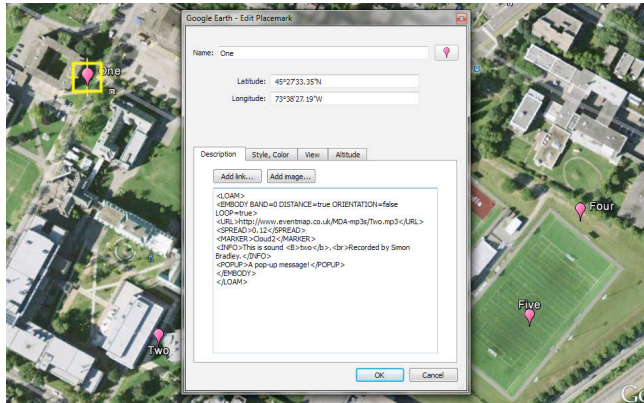 Google Earth - Edit Placemark
Name: One
Latitude: 45°27'33.35"N
Longitude: 73°38'27.19"W
Description Style, Color View Altitude
Add link... Add image...
<LOAM>
<EMBODY BAND=0 DISTANCE=true ORIENTATION=false
LOOP=true>
<URL>http://www.eventmap.co.uk/MDA-mp3s/Two.mp3</URL>
<SPREAD>0.12</SPREAD>
<MARKER>Cloud2</MARKER>
<INFO>This is sound <B>two</b>.<br>Recorded by Simon
Bradley.</INFO>
<POPUP>A pop-up message!</POPUP>
</EMBODY>
</LOAM>
OK Cancel
One
Two
Four
Five